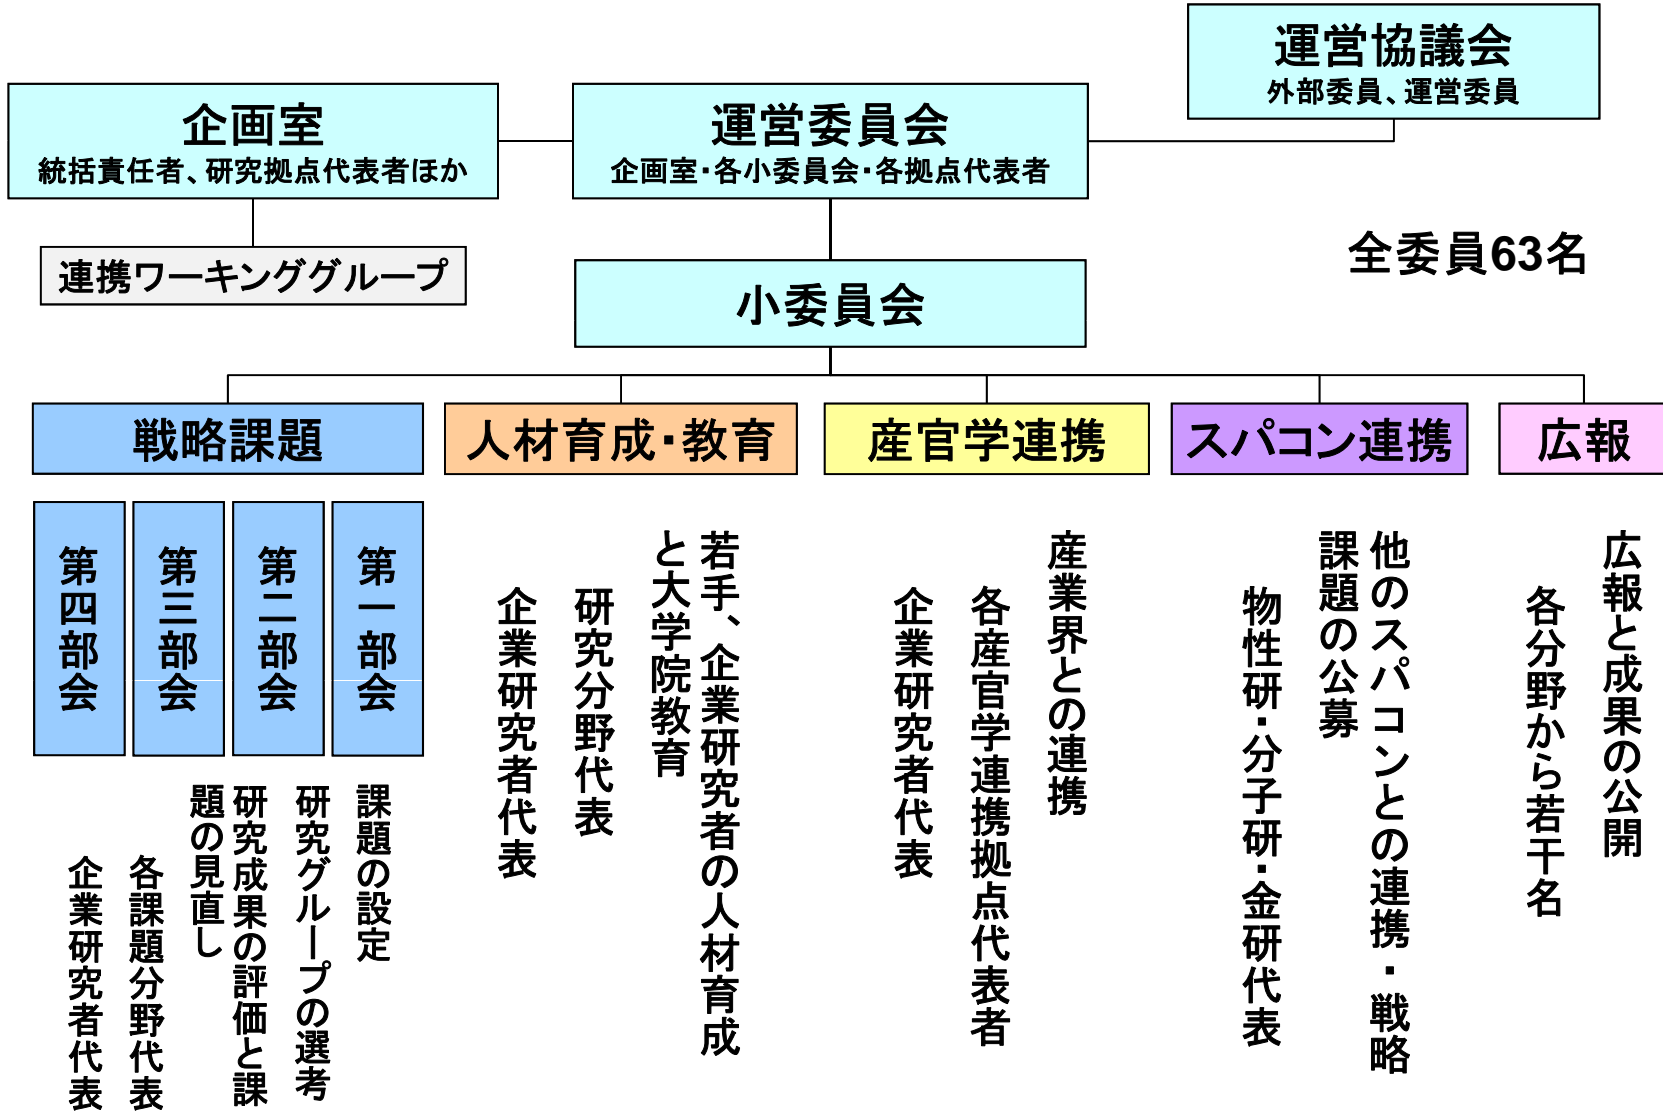 運営協議会
外部委員、運営委員
企画室
統括責任者、研究拠点代表者ほか
運営委員会
企画室・各小委員会・各拠点代表者
連携ワーキンググループ
全委員63名
小委員会
戦略課題
人材育成・教育
産官学連携
スパコン連携
広報
第一部会
第二部会
第三部会
第四部会
課題の設定
研究グループの選考
研究成果の評価と課
題の見直し
各課題分野代表
企業研究者代表
若手、企業研究者の人材育成
と大学院教育
研究分野代表
企業研究者代表
産業界との連携
各産官学連携拠点代表者
企業研究者代表
他のスパコンとの連携・戦略
課題の公募
物性研・分子研・金研代表
広報と成果の公開
各分野から若干名